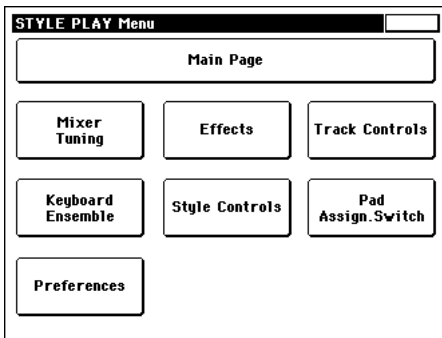 STYLE PLAY Menu
Main Page
Mixer
Tuning
Effects
Track Controls
Keyboard
Ensemble
Style Controls
Pad
Assign.Switch
Preferences